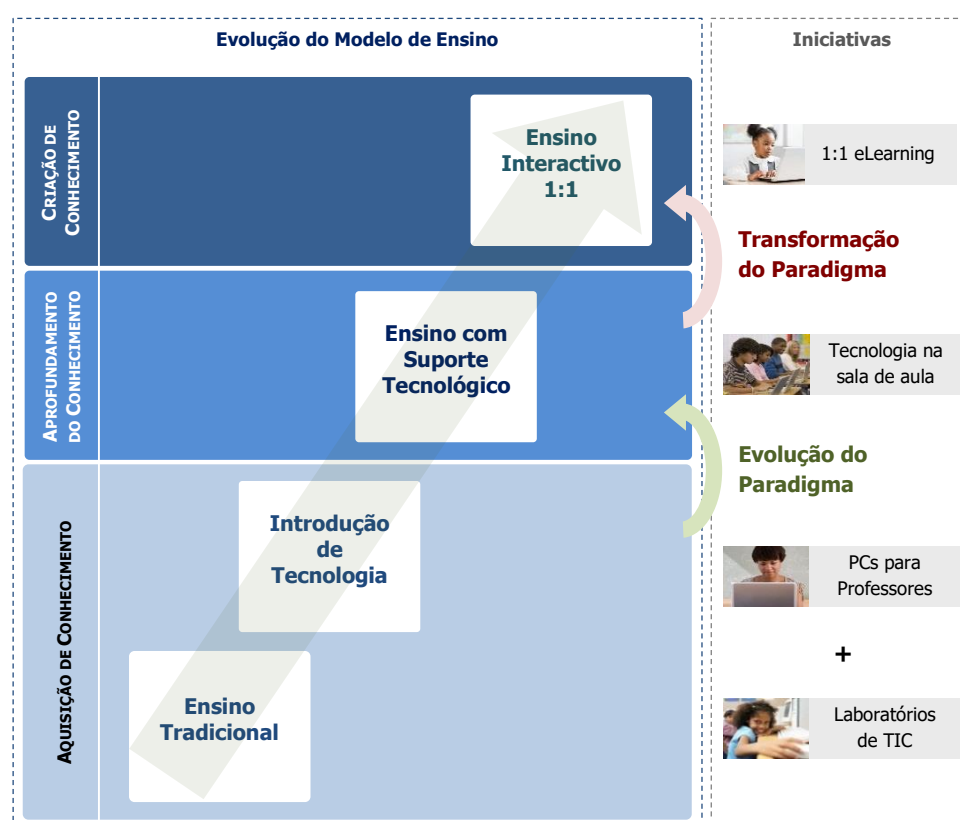 Evolução do Modelo de Ensino
Iniciativas
CRIAÇÃO DE
CONHECIMENTO
Ensino
Interactivo
1:1
1:1 eLearning
Transformação
do Paradigma
APROFUNDAMENTO
DO CONHECIMENTO
Ensino com
Suporte
Tecnológico
Tecnologia na
sala de aula
Evolução do
Paradigma
AQUISIÇÃO DE CONHECIMENTO
Introdução
de
Tecnologia
Ensino
Tradicional
PCs para
Professores
+
Laboratórios
de TIC